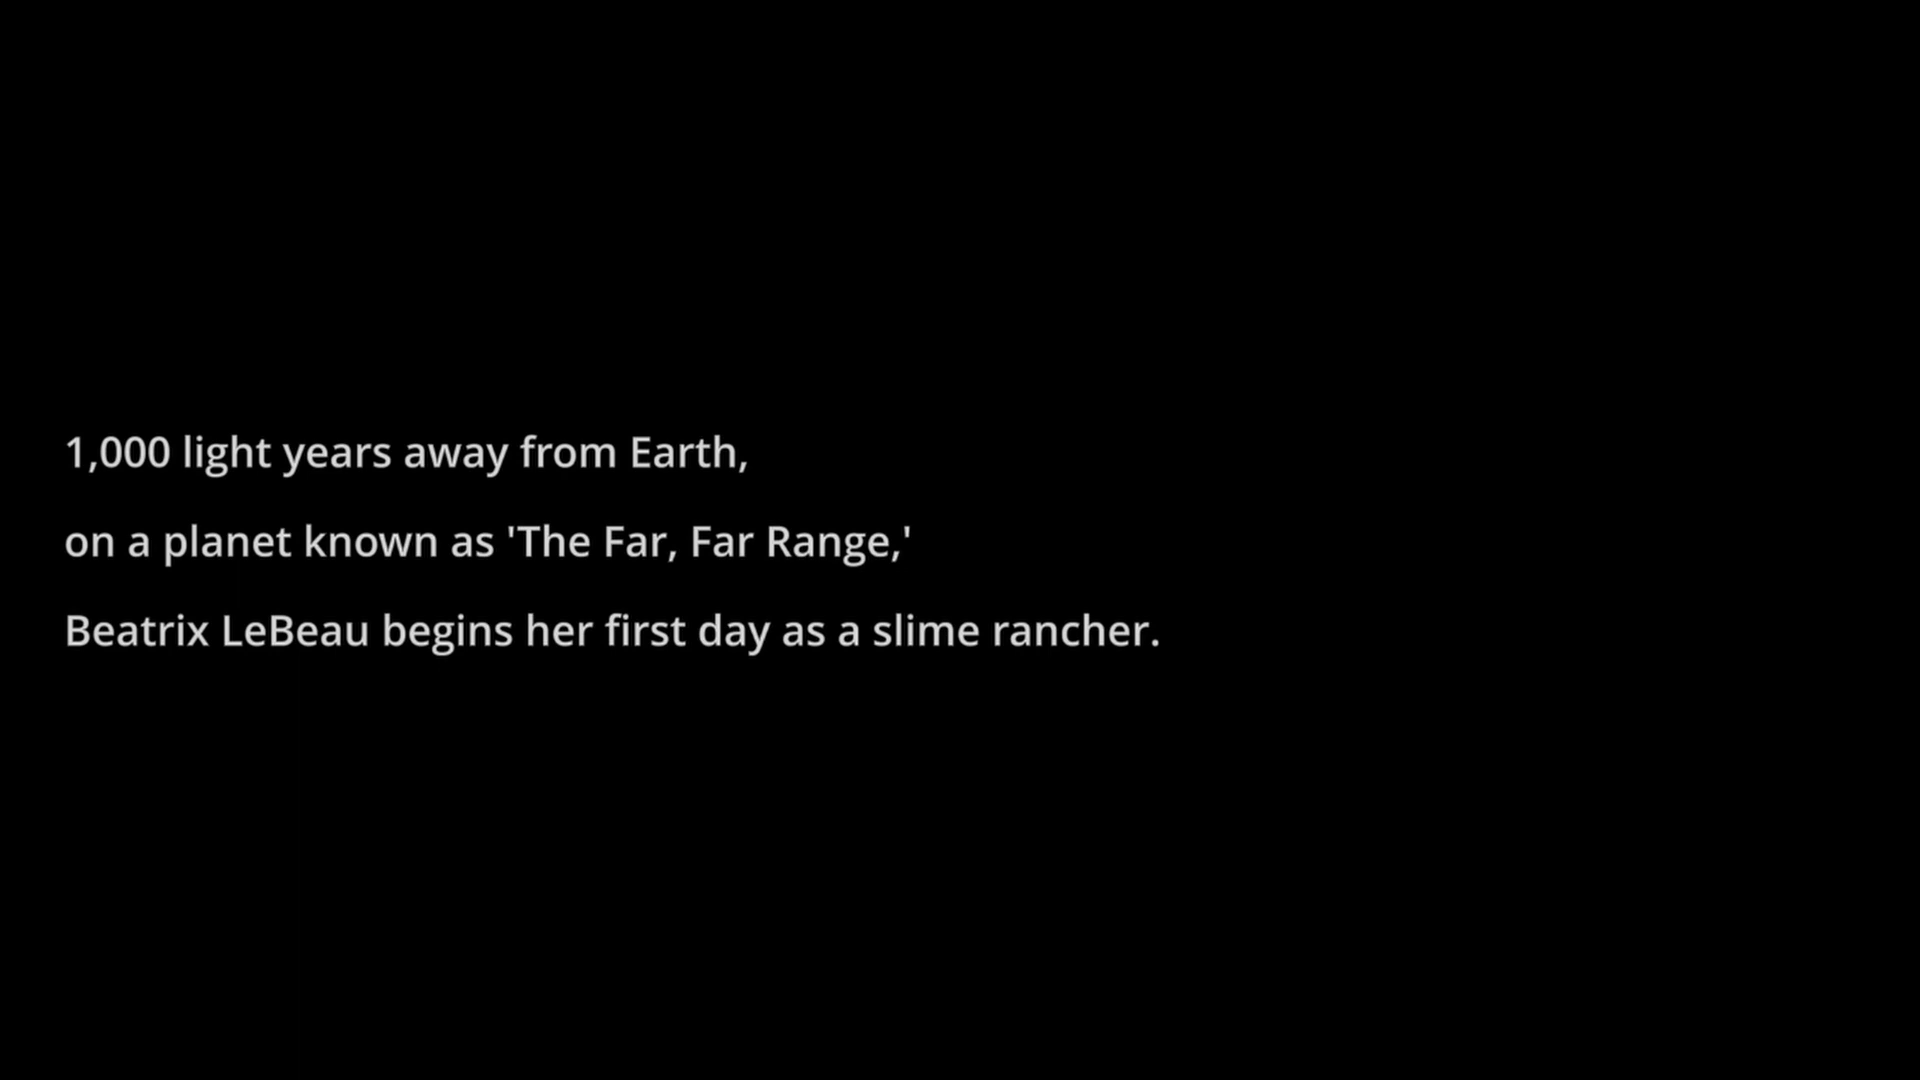 1,000 light years away from Earth,
on a planet known as 'The Far, Far Range,'
Beatrix LeBeau begins her first day as a slime rancher.